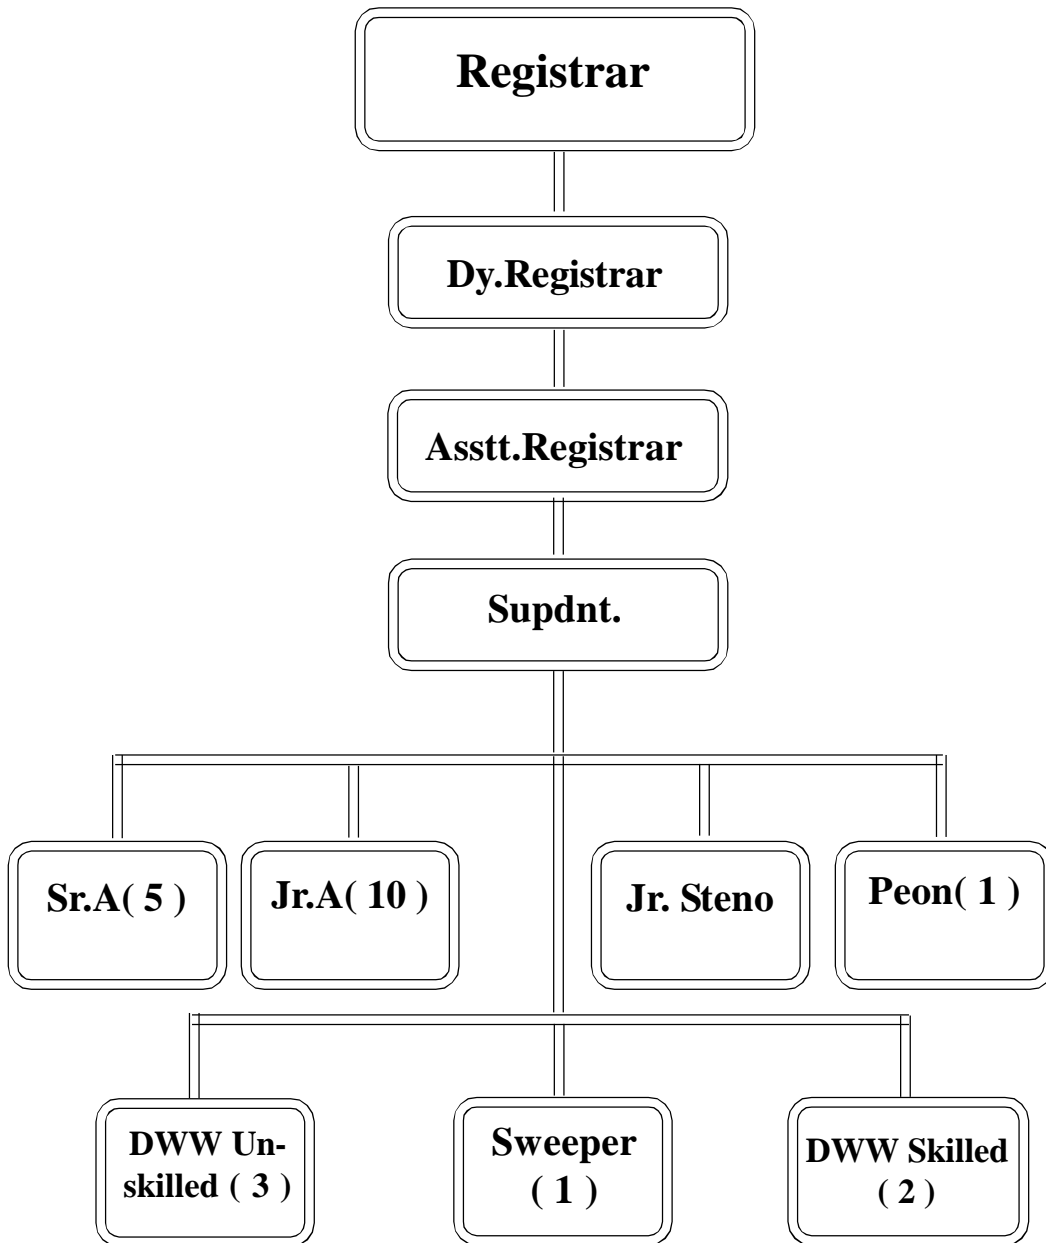 Registrar
Dy.Registrar
Asstt.Registrar
Supdnt.
Sr.A( 5 )
Jr.A( 10 )
Jr. Steno
Peon( 1 )
DWW Un-
skilled ( 3 )
Sweeper
( 1 )
DWW Skilled
( 2 )